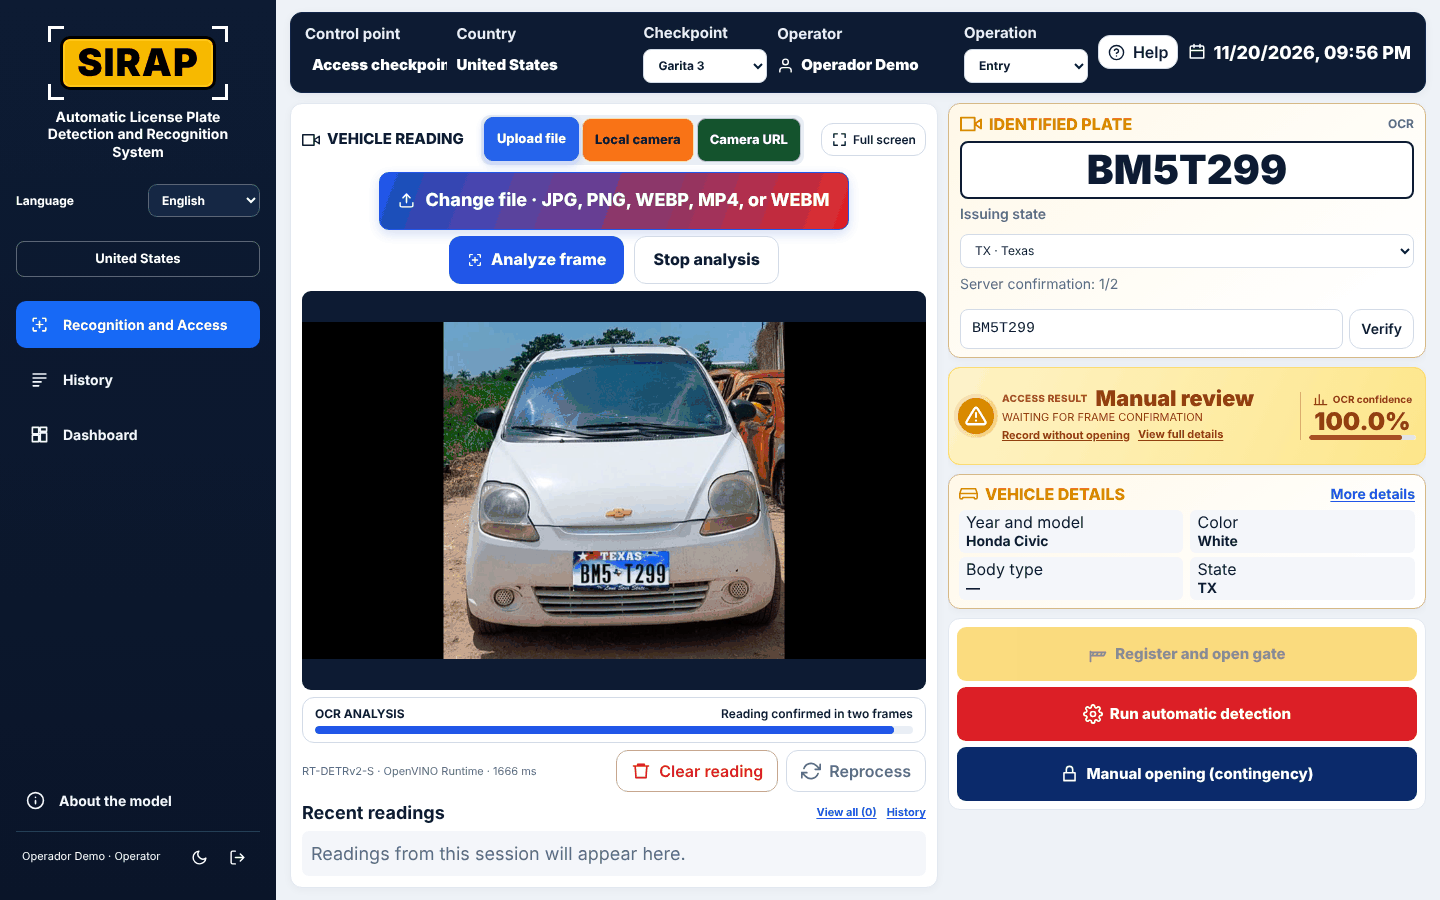 SIRAP
Automatic License Plate
Detection and Recognition
System
Language
English
United States
Recognition and Access
History
Dashboard
About the model
Operador Demo · Operator
Control point
Access checkpoin
Country
United States
Checkpoint
Garita 3
Operator
Operador Demo
Operation
Entry
Help
11/20/2026, 09:56 PM
VEHICLE READING
Upload file
Local camera
Camera URL
Full screen
Change file · JPG, PNG, WEBP, MP4, or WEBM
Analyze frame
Stop analysis
TEXAS
BM5 T299
Lone Star State
OCR ANALYSIS
Reading confirmed in two frames
RT-DETRv2-S · OpenVINO Runtime · 1666 ms
Clear reading
Reprocess
Recent readings
View all (0)
History
Readings from this session will appear here.
IDENTIFIED PLATE
OCR
BM5T299
Issuing state
TX · Texas
Server confirmation: 1/2
BM5T299
Verify
ACCESS RESULT Manual review
WAITING FOR FRAME CONFIRMATION
Record without opening
View full details
OCR confidence
100.0%
VEHICLE DETAILS
More details
Year and model
Honda Civic
Color
White
Body type
—
State
TX
Register and open gate
Run automatic detection
Manual opening (contingency)